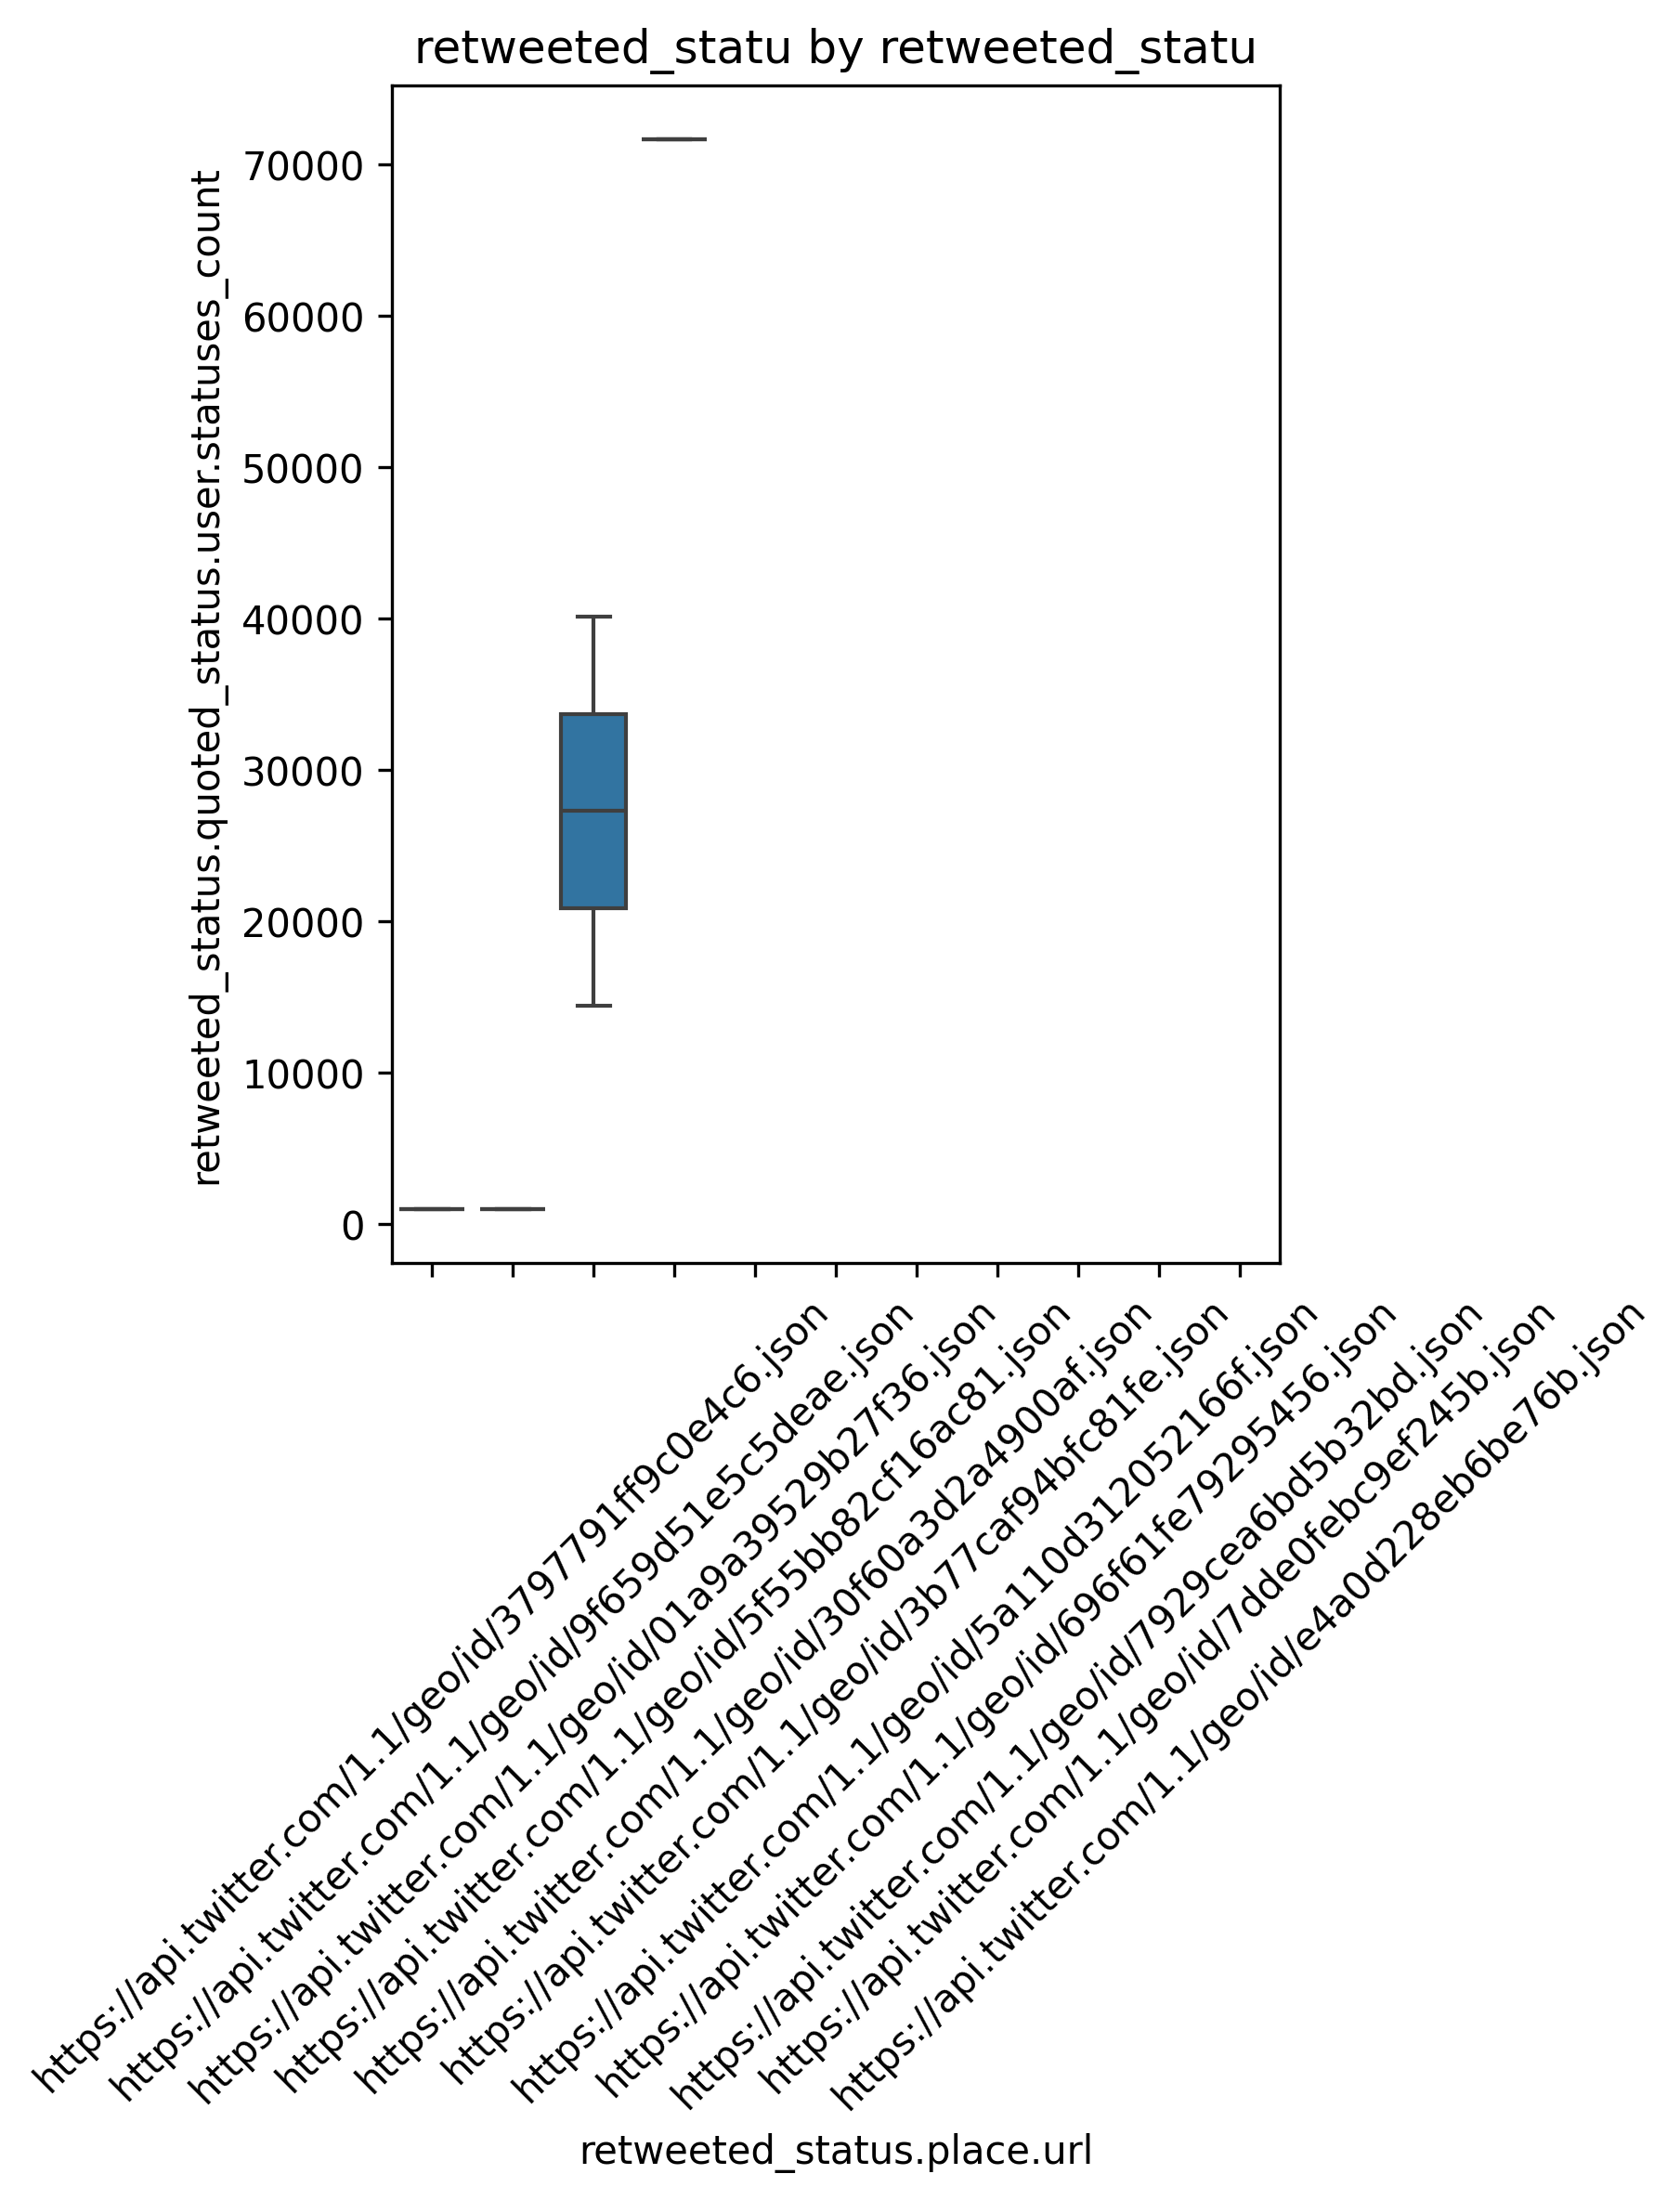 retweeted_statu by retweeted_statu
retweeted_status.quoted_status.user.statuses_count
70000
60000
50000
40000
30000
20000
10000
0
https://api.twitter.com/1.1/geo/id/3797791ff9c0e4c6.json
https://api.twitter.com/1.1/geo/id/9f659d51e5c5deae.json
https://api.twitter.com/1.1/geo/id/01a9a39529b27f36.json
https://api.twitter.com/1.1/geo/id/5f55bb82cf16ac81.json
https://api.twitter.com/1.1/geo/id/30f60a3d2a4900af.json
https://api.twitter.com/1.1/geo/id/3b77caf94bfc81fe.json
https://api.twitter.com/1.1/geo/id/5a110d312052166f.json
https://api.twitter.com/1.1/geo/id/696f61fe79295456.json
https://api.twitter.com/1.1/geo/id/7929cea6bd5b32bd.json
https://api.twitter.com/1.1/geo/id/7dde0febc9ef245b.json
https://api.twitter.com/1.1/geo/id/e4a0d228eb6be76b.json
retweeted_status.place.url